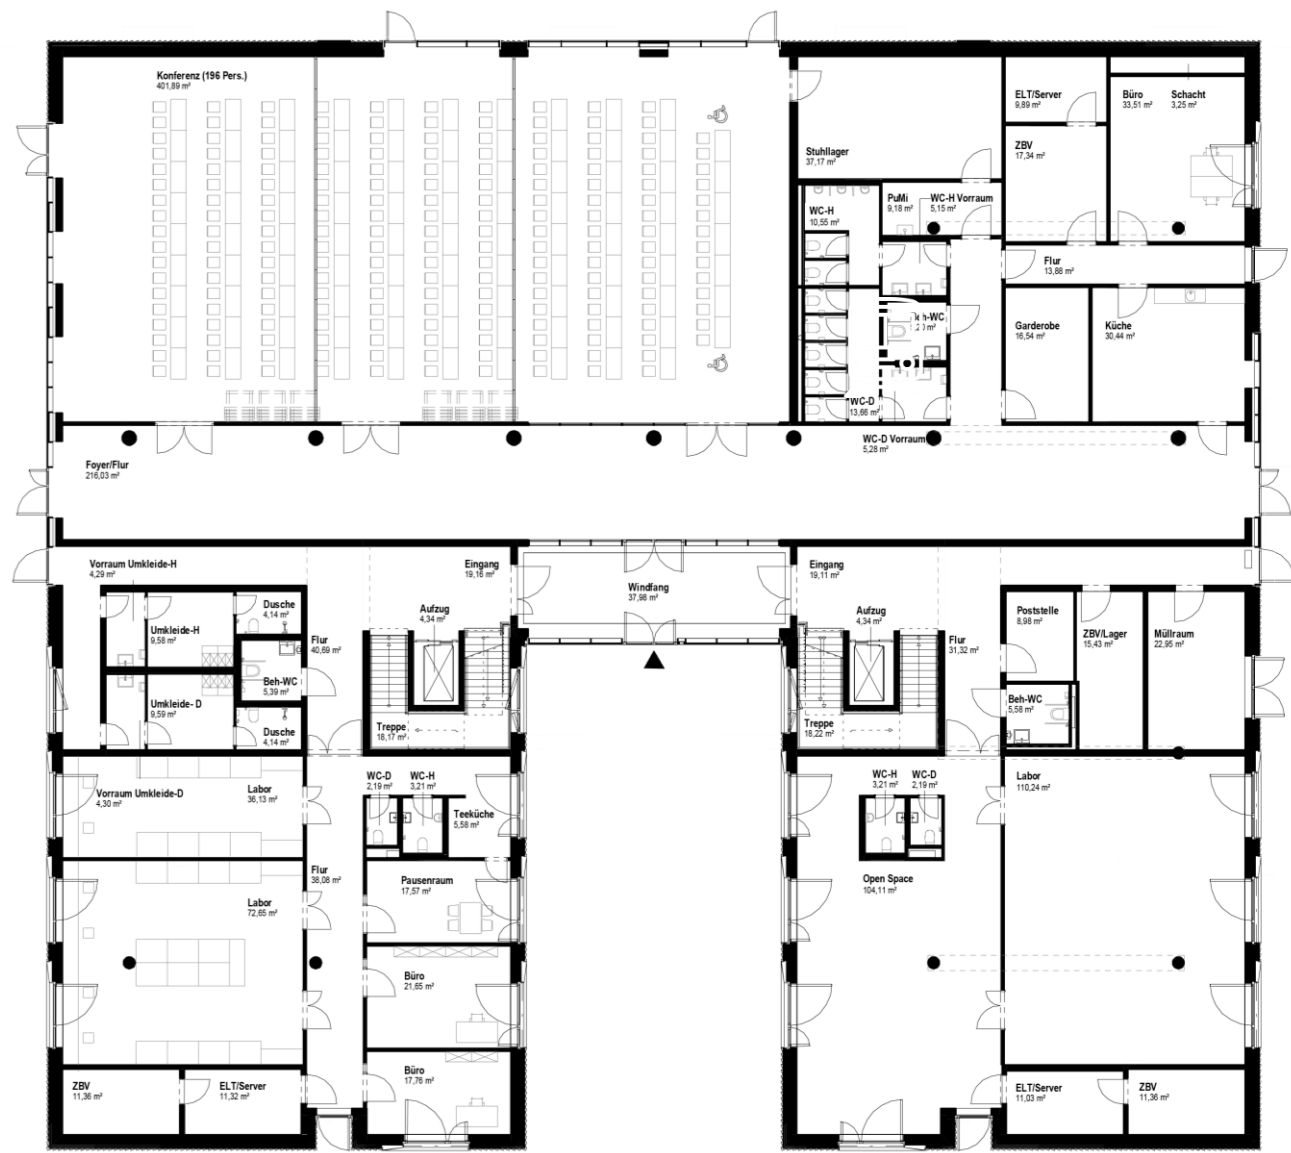 Konferenz (196 Pers.)
401,89 m²
Stuhllager
37,17 m²
ELT/Server
9,89 m²
ZBV
17,34 m²
Büro
33,51 m²
Schacht
3,25 m²
WC-H
10,55 m²
PuMi
9,18 m²
WC-H Vorraum
5,15 m²
Flur
13,88 m²
Garderobe
16,54 m²
Küche
30,44 m²
WC-D
13,66 m²
WC-D Vorraum
5,28 m²
Foyer/Flur
216,03 m²
Vorraum Umkleide-H
4,29 m²
Eingang
19,16 m²
Windfang
37,98 m²
Eingang
19,11 m²
Dusche
4,14 m²
Umkleide-H
9,58 m²
Flur
40,69 m²
Aufzug
4,34 m²
Aufzug
4,34 m²
Flur
31,32 m²
Poststelle
8,98 m²
ZBV/Lager
15,43 m²
Müllraum
22,95 m²
Beh-WC
5,39 m²
Umkleide- D
9,59 m²
Dusche
4,14 m²
Treppe
18,17 m²
Treppe
18,22 m²
Beh-WC
5,58 m²
Vorraum Umkleide-D
4,30 m²
Labor
36,13 m²
WC-D
2,19 m²
WC-H
3,21 m²
Teeküche
5,58 m²
WC-H
3,21 m²
WC-D
2,19 m²
Labor
110,24 m²
Flur
38,08 m²
Pausenraum
17,57 m²
Open Space
104,11 m²
Labor
72,65 m²
Büro
21,65 m²
Büro
17,76 m²
ZBV
11,36 m²
ELT/Server
11,32 m²
ELT/Server
11,03 m²
ZBV
11,36 m²